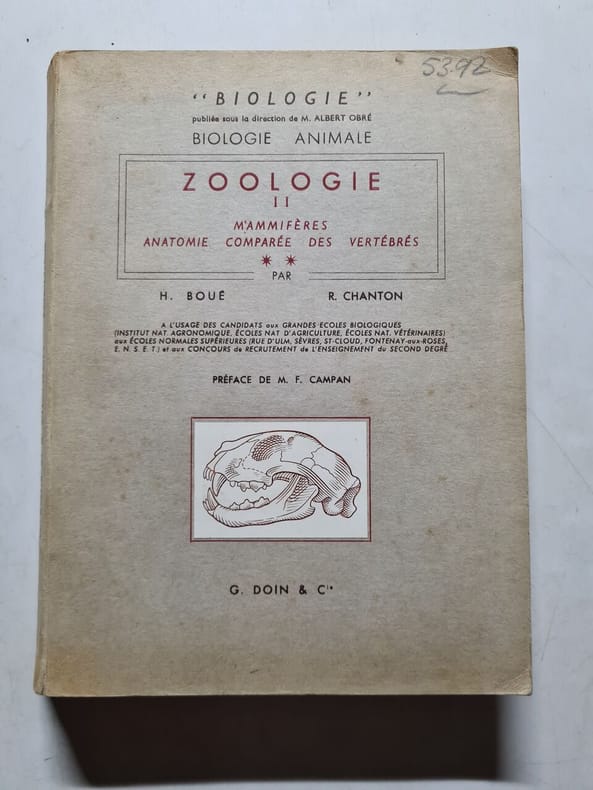 53.92
“BIOLOGIE”
publiée sous la direction de M. ALBERT OBRÉ
BIOLOGIE ANIMALE
ZOOLOGIE
II
MAMMIFÈRES
ANATOMIE COMPARÉE DES VERTÉBRÉS
PAR
H. BOUÉ R. CHANTON
A L'USAGE DES CANDIDATS aux GRANDES ÉCOLES BIOLOGIQUES
(INSTITUT NAT. AGRONOMIQUE, ÉCOLES NAT. D'AGRICULTURE, ÉCOLES NAT. VÉTÉRINAIRES)
aux ÉCOLES NORMALES SUPÉRIEURES (RUE D'ULM, SÈVRES, ST-CLOUD, FONTENAY-aux-ROSES,
E. N. S. E. T.) et aux CONCOURS de RECRUTEMENT de L'ENSEIGNEMENT du SECOND DEGRÉ
PRÉFACE DE M. F. CAMPAN
G. DOIN & Cie